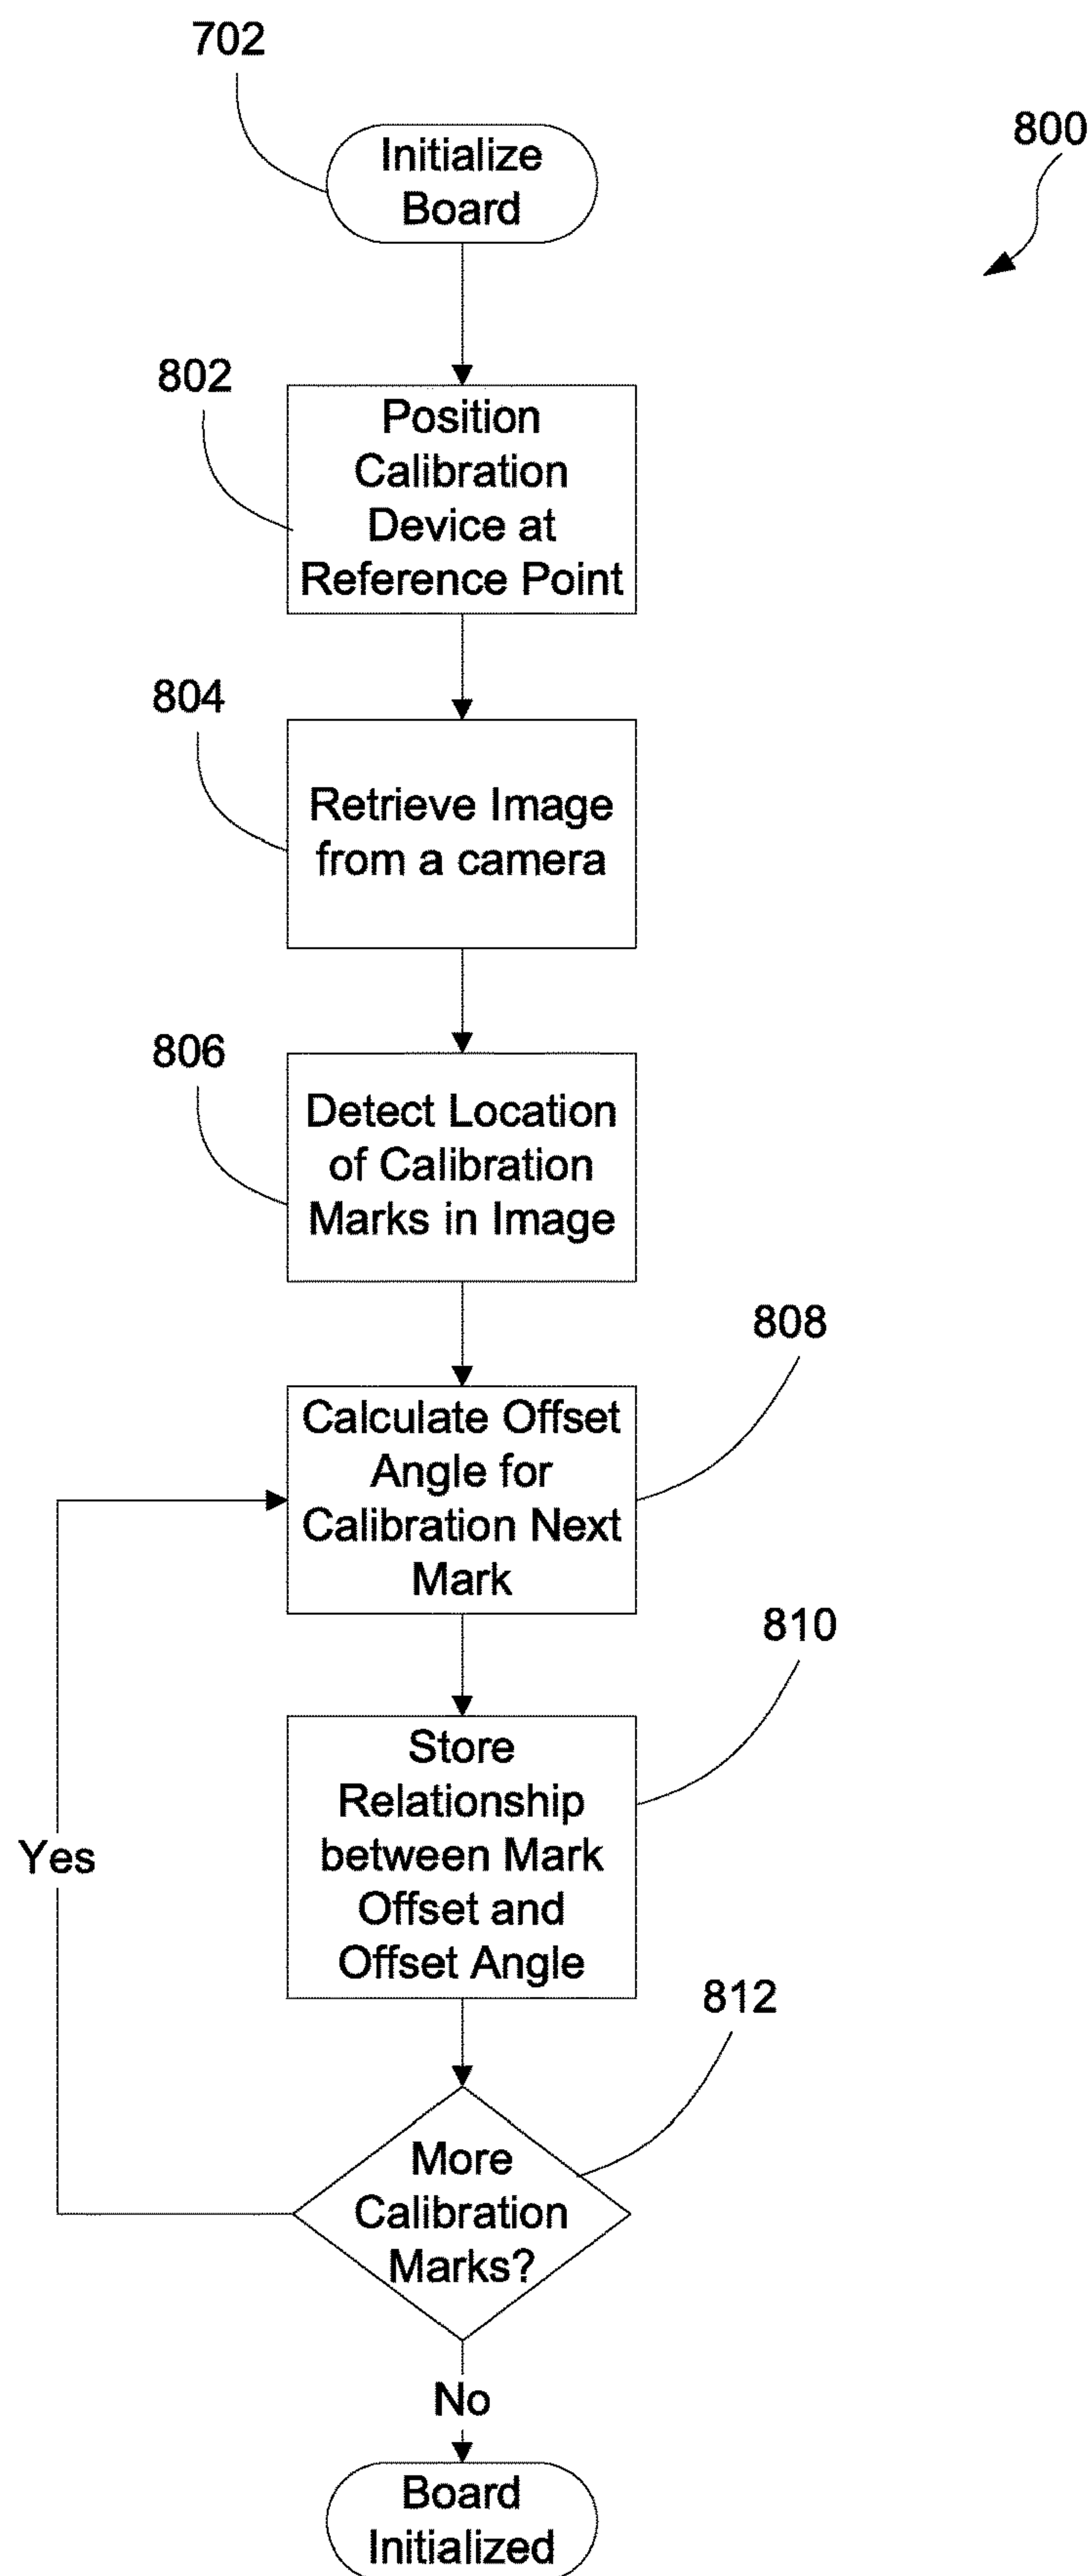 702
800
Initialize
Board
802
Position
Calibration
Device at
Reference Point
804
Retrieve Image
from a camera
806
Detect Location
of Calibration
Marks in Image
808
Calculate Offset
Angle for
Calibration Next
Mark
810
Store
Relationship
between Mark
Offset and
Offset Angle
Yes
812
More
Calibration
Marks?
No
Board
Initialized